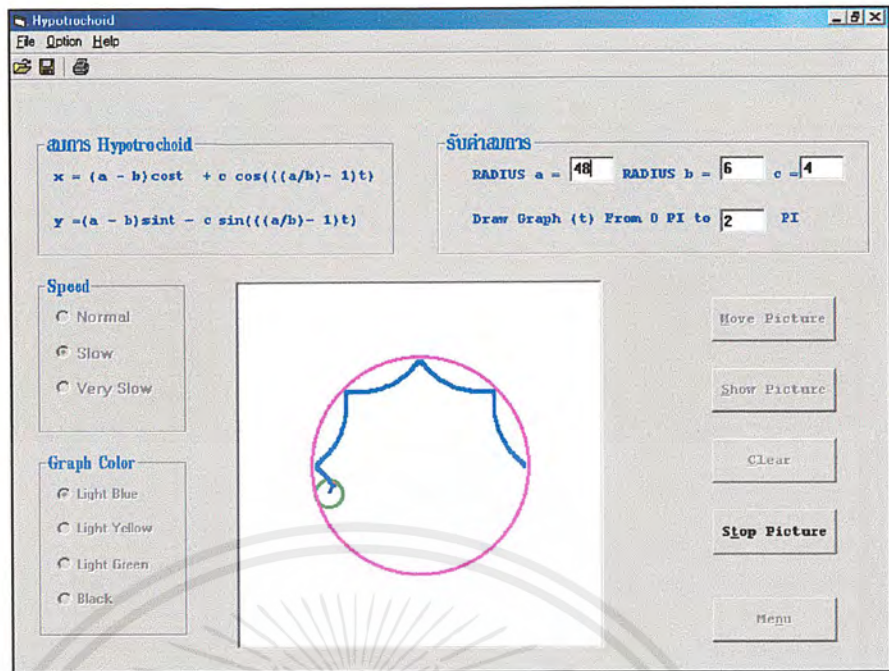 Hypotrochoid
File Option Help
สมการ Hypotrochoid
x = (a - b)cost + c cos(((a/b)- 1)t)
y =(a - b)sint - c sin(((a/b)- 1)t)
รับค่าสมการ
RADIUS a = 48 RADIUS b = 6 c = 4
Draw Graph (t) From 0 PI to 2 PI
Speed
Normal
Slow
Very Slow
Graph Color
Light Blue
Light Yellow
Light Green
Black
Move Picture
Show Picture
Clear
Stop Picture
Menu